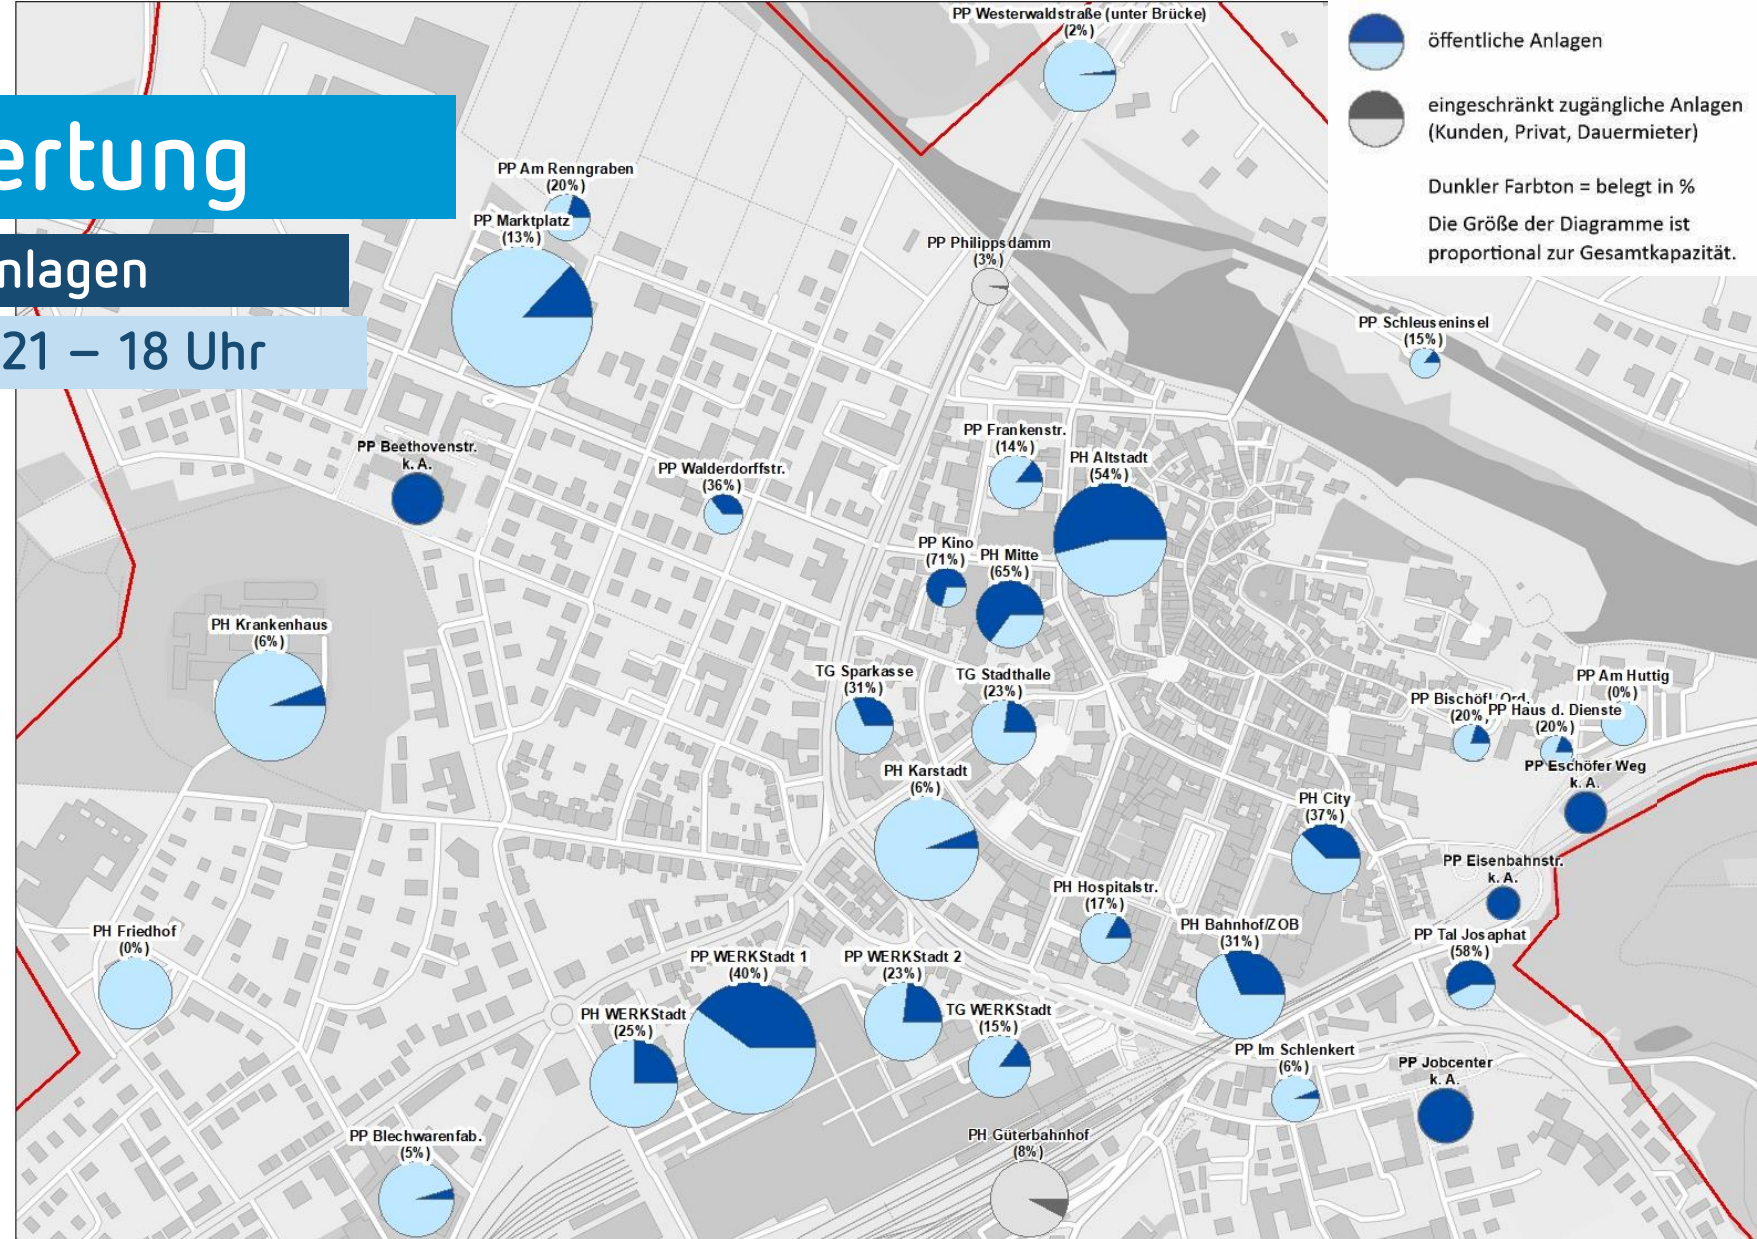 PP Westerwaldstraße (unter Brücke)
(2%)
öffentliche Anlagen
eingeschränkt zugängliche Anlagen
(Kunden, Privat, Dauermieter)
Dunkler Farbton = belegt in %
Die Größe der Diagramme ist
proportional zur Gesamtkapazität.
ertung
nlagen
21 – 18 Uhr
PP Am Renngraben
(20%)
PP Marktplatz
(13%)
PP Philippsdamm
(3%)
PP Schleuseninsel
(15%)
PP Beethovenstr.
k. A.
PP Walderdorffstr.
(36%)
PP Frankenstr.
(14%)
PH Altstadt
(54%)
PP Kino
(71%)
PH Mitte
(65%)
PH Krankenhaus
(6%)
TG Sparkasse
(31%)
TG Stadthalle
(23%)
PP Am Huttig
(0%)
PP Bischöfl. Ord.
(20%)
PP Haus d. Dienste
(20%)
PP Eschöfer Weg
k. A.
PH Karstadt
(6%)
PH City
(37%)
PP Eisenbahnstr.
k. A.
PH Hospitalstr.
(17%)
PH Bahnhof/ZOB
(31%)
PP Tal Josaphat
(58%)
PH Friedhof
(0%)
PP WERKStadt 1
(40%)
PP WERKStadt 2
(23%)
PH WERKStadt
(25%)
TG WERKStadt
(15%)
PP Im Schlenkert
(6%)
PP Jobcenter
k. A.
PP Blechwarenfab.
(5%)
PH Güterbahnhof
(8%)